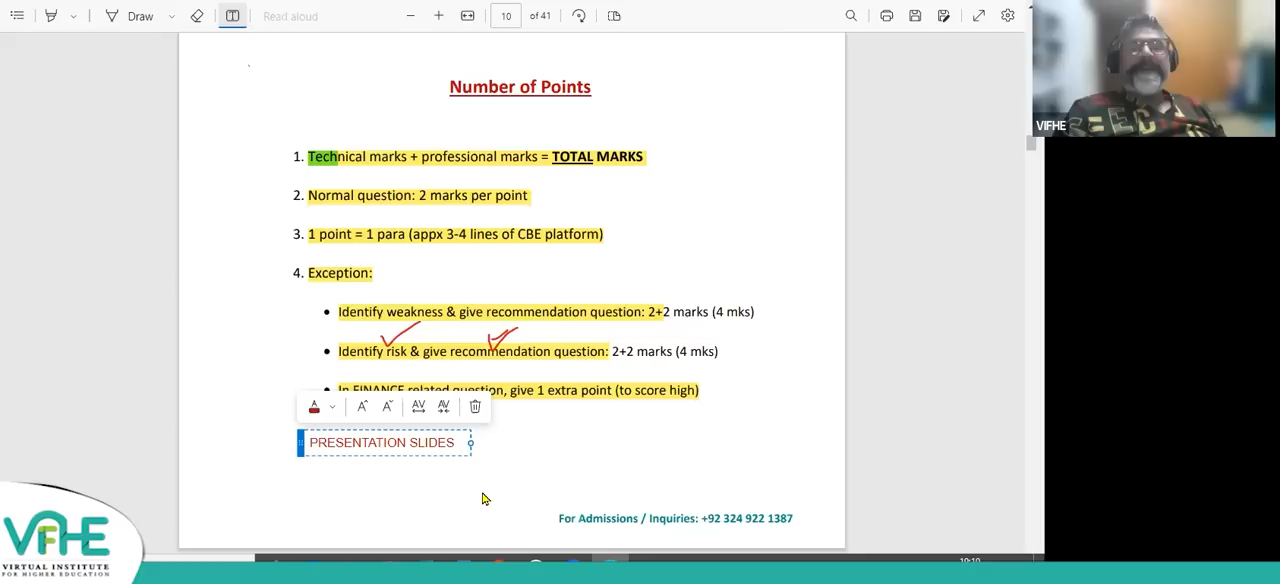 Draw
Read aloud
10 of 41
VIFHE
Number of Points
1. Technical marks + professional marks = TOTAL MARKS
2. Normal question: 2 marks per point
3. 1 point = 1 para (appx 3-4 lines of CBE platform)
4. Exception:
• Identify weakness & give recommendation question: 2+2 marks (4 mks)
• Identify risk & give recommendation question: 2+2 marks (4 mks)
• In FINANCE related question, give 1 extra point (to score high)
A A AV AV
PRESENTATION SLIDES
For Admissions / Inquiries: +92 324 922 1387
VIFHE
VIRTUAL INSTITUTE
FOR HIGHER EDUCATION